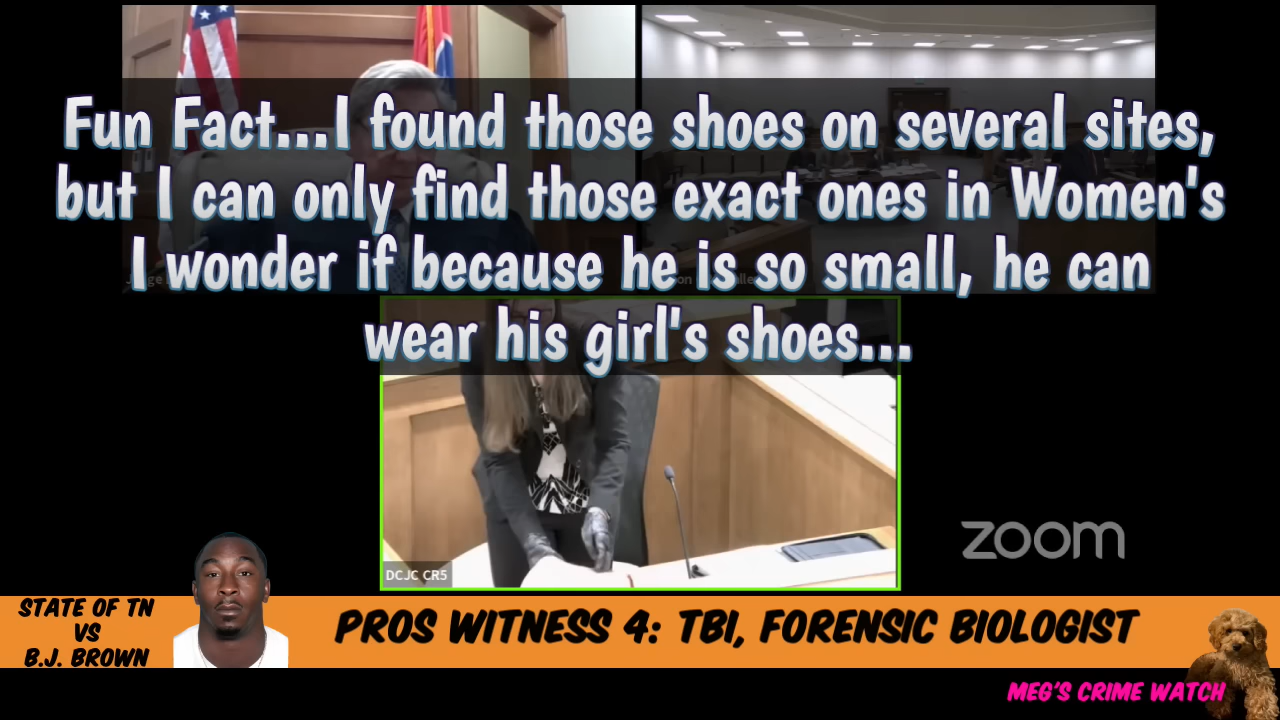 Fun Fact...I found those shoes on several sites,
but I can only find those exact ones in Women's
I wonder if because he is so small, he can
wear his girl's shoes...
DCJC CR5
zoom
STATE OF TN
VS
B.J. BROWN
PROS WITNESS 4: TBI, FORENSIC BIOLOGIST
MEG'S CRIME WATCH